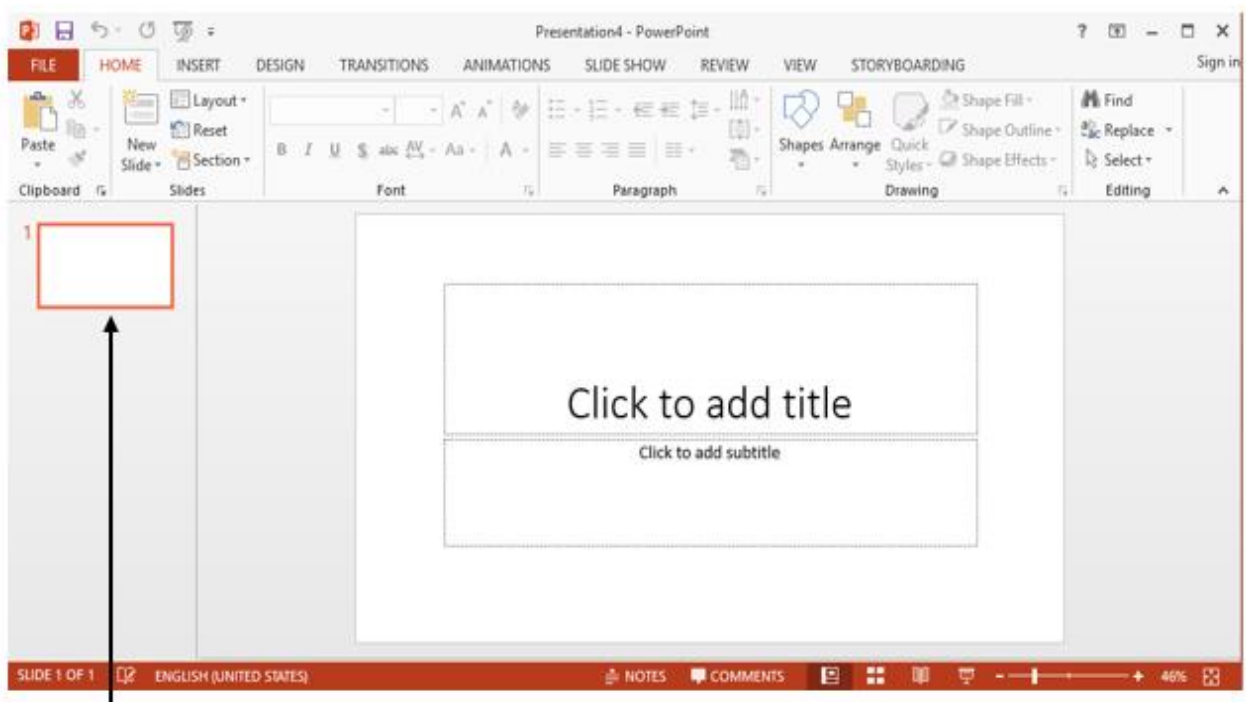 Presentation4 - PowerPoint
?
FILE HOME INSERT DESIGN TRANSITIONS ANIMATIONS SLIDE SHOW REVIEW VIEW STORYBOARDING Sign in
Paste
New
Slide
Layout
Reset
Section
B I U S abc AV Aa A
A A
Shapes Arrange Quick
Styles
Shape Fill
Shape Outline
Shape Effects
Find
Replace
Select
Clipboard Slides Font Paragraph Drawing Editing
1
Click to add title
Click to add subtitle
SLIDE 1 OF 1 ENGLISH (UNITED STATES) NOTES COMMENTS 46%